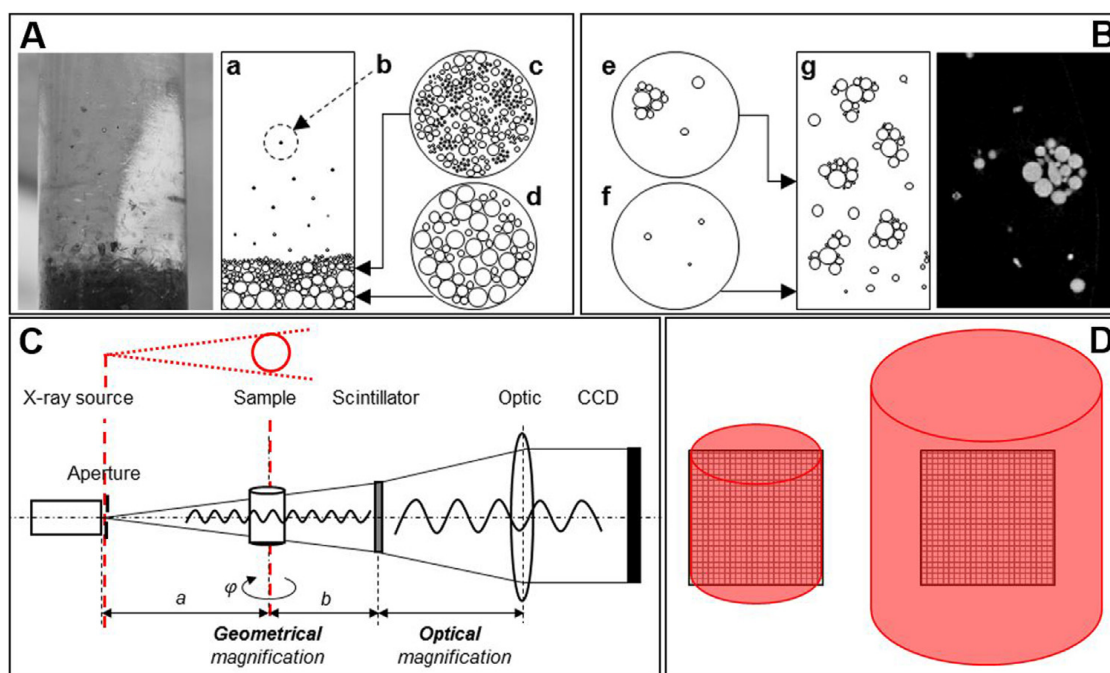 A
a
b
c
d
B
e
f
g
C
X-ray source
Sample
Scintillator
Optic
CCD
Aperture
φ
a
b
Geometrical
magnification
Optical
magnification
D